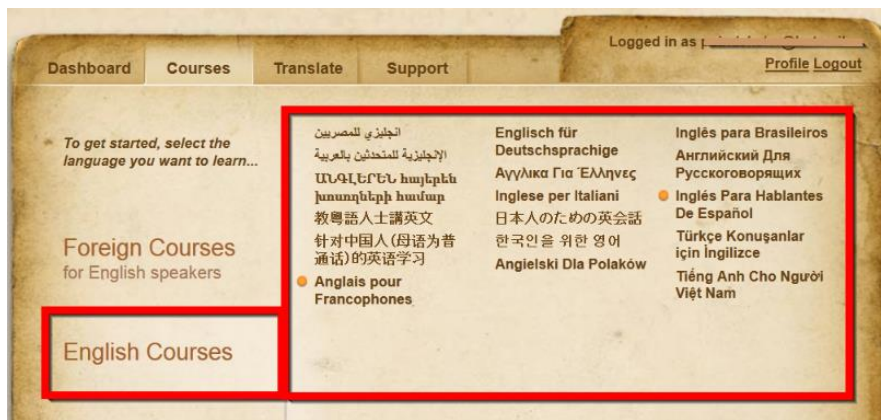 Logged in as
Profile Logout
Dashboard Courses Translate Support
To get started, select the
language you want to learn...
Foreign Courses
for English speakers
English Courses
انجليزي للمصريين
الإنجليزية للمتحدثين بالعربية
ԱՆԳԼԵՐԵՆ հայերեն
խոսողների համար
教粵語人士講英文
针对中国人(母语为普
通话)的英语学习
Anglais pour
Francophones
Englisch für
Deutschsprachige
Αγγλικα Για Έλληνες
Inglese per Italiani
日本人のための英会話
한국인을 위한 영어
Angielski Dla Polaków
Inglês para Brasileiros
Английский Для
Русскоговорящих
Inglés Para Hablantes
De Español
Türkçe Konuşanlar
için İngilizce
Tiếng Anh Cho Người
Việt Nam